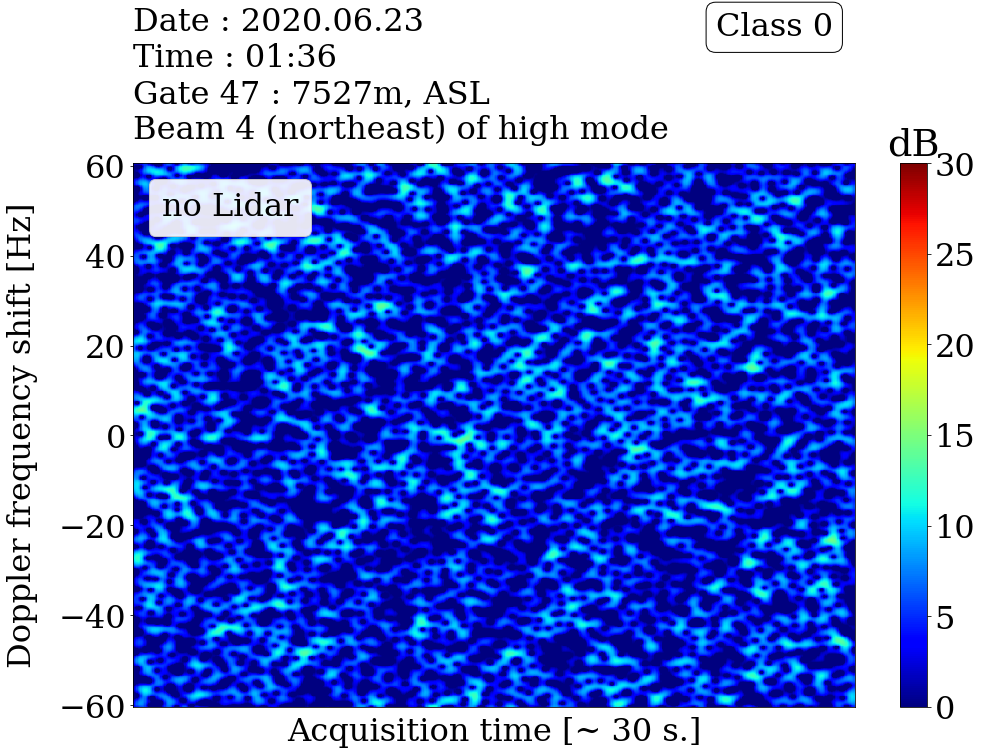 Date : 2020.06.23
Time : 01:36
Gate 47 : 7527m, ASL
Beam 4 (northeast) of high mode
Class 0
dB
no Lidar
Doppler frequency shift [Hz]
60
40
20
0
−20
−40
−60
Acquisition time [~ 30 s.]
30
25
20
15
10
5
0